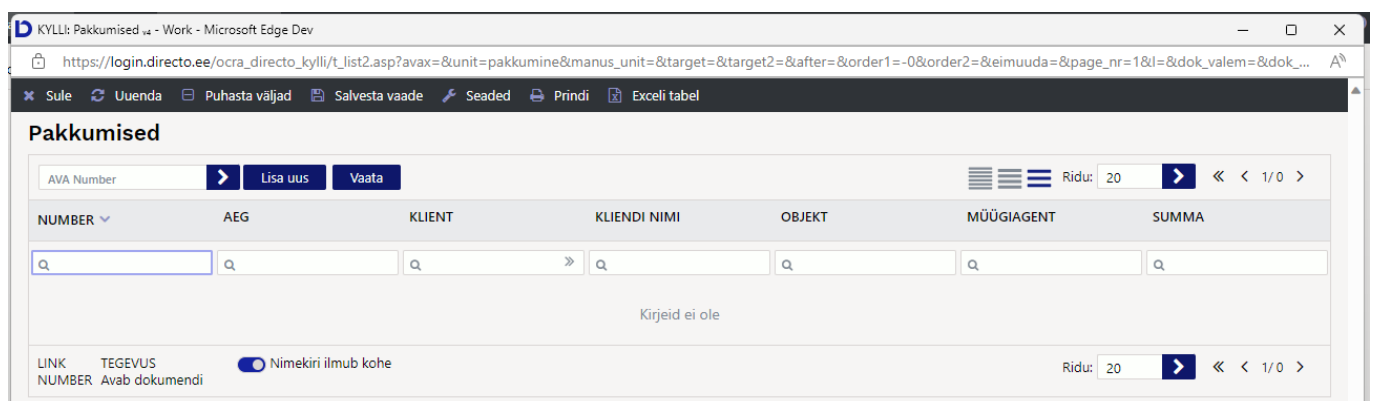 KYLLI: Pakkumised v4 - Work - Microsoft Edge Dev
https://login.directo.ee/ocra_directo_kylli/t_list2.asp?avax=&unit=pakkumine&manus_unit=&target=&target2=&after=&order1=-0&order2=&eimuuda=&page_nr=1&l=&dok_valem=&dok_...
Sule Uuenda Puhasta väljad Salvesta vaade Seaded Prindi Exceli tabel
Pakkumised
AVA Number Lisa uus Vaata Ridu: 20 1/ 0
NUMBER AEG KLIENT KLIENDI NIMI OBJEKT MÜÜGIAGENT SUMMA
Kirjeid ei ole
LINK TEGEVUS Nimekiri ilmub kohe Ridu: 20 1/ 0
NUMBER Avab dokumendi